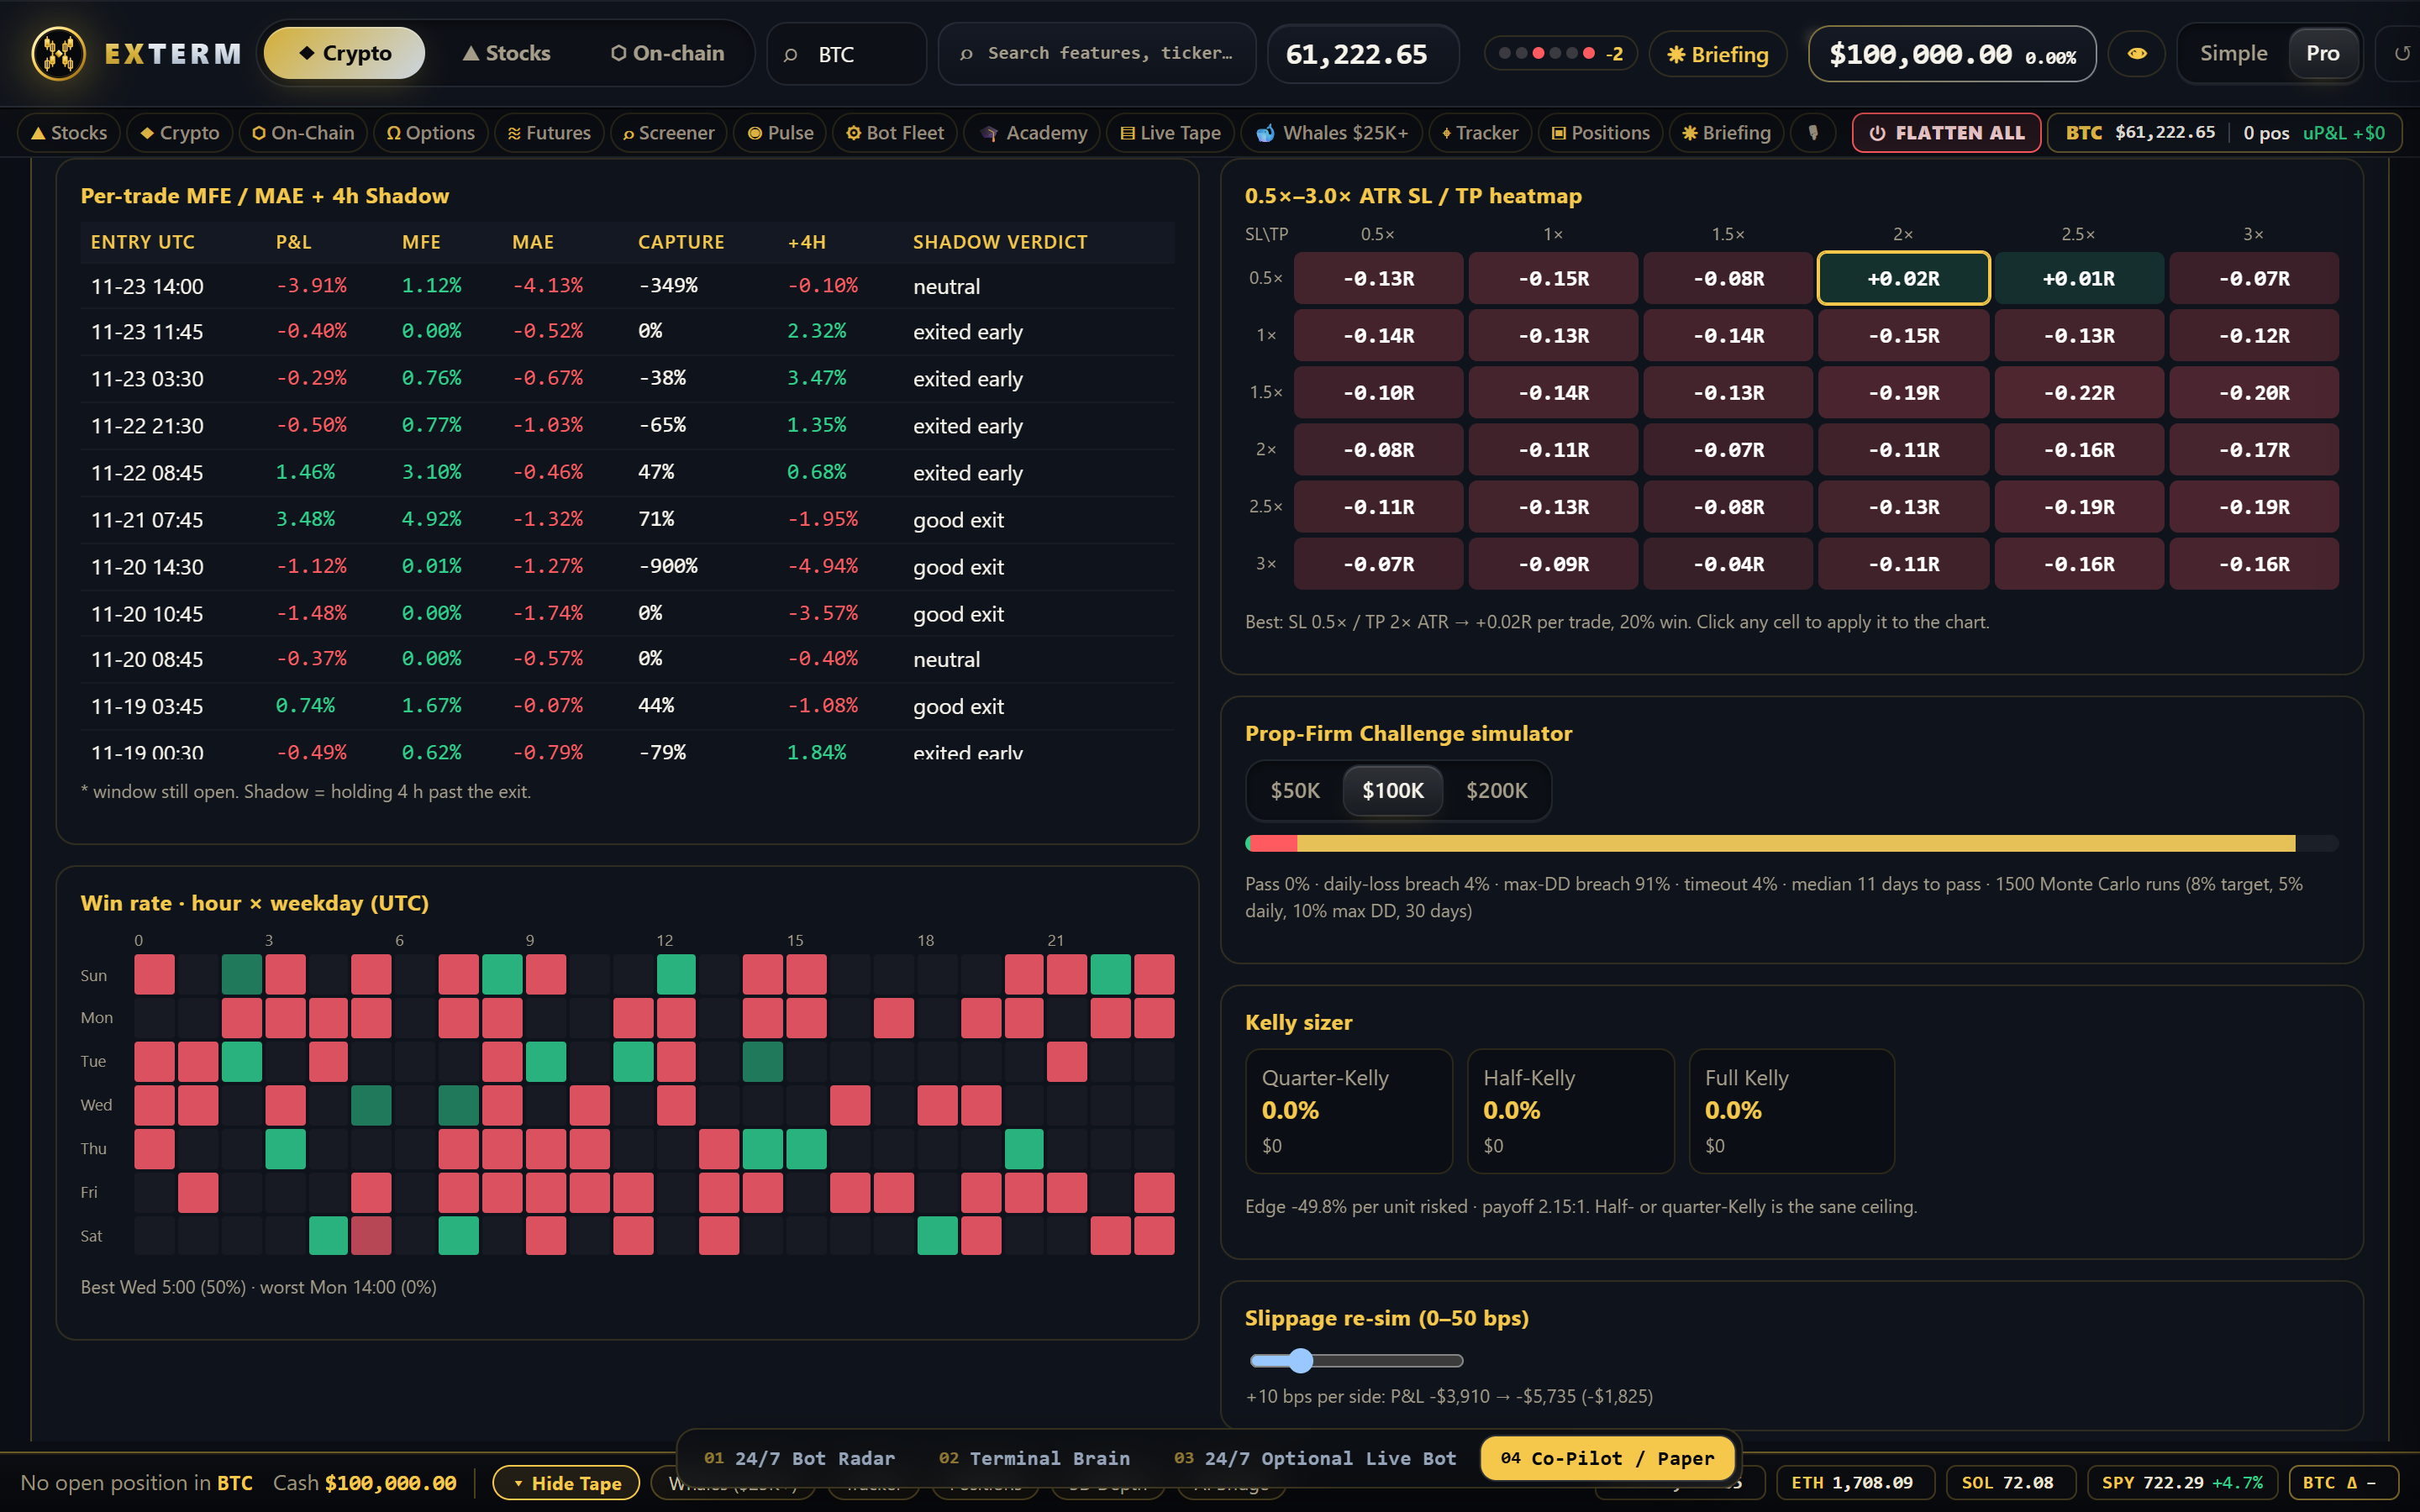 EXTERM
◆ Crypto
▲ Stocks
⬡ On-chain
BTC
Search features, ticker…
61,222.65
-2
Briefing
$100,000.00 0.00%
Simple
Pro
▲ Stocks
◆ Crypto
⬡ On-Chain
Ω Options
≋ Futures
Screener
Pulse
Bot Fleet
Academy
Live Tape
Whales $25K+
Tracker
Positions
Briefing
FLATTEN ALL
BTC $61,222.65 0 pos uP&L +$0
Per-trade MFE / MAE + 4h Shadow
ENTRY UTC P&L MFE MAE CAPTURE +4H SHADOW VERDICT
11-23 14:00 -3.91% 1.12% -4.13% -349% -0.10% neutral
11-23 11:45 -0.40% 0.00% -0.52% 0% 2.32% exited early
11-23 03:30 -0.29% 0.76% -0.67% -38% 3.47% exited early
11-22 21:30 -0.50% 0.77% -1.03% -65% 1.35% exited early
11-22 08:45 1.46% 3.10% -0.46% 47% 0.68% exited early
11-21 07:45 3.48% 4.92% -1.32% 71% -1.95% good exit
11-20 14:30 -1.12% 0.01% -1.27% -900% -4.94% good exit
11-20 10:45 -1.48% 0.00% -1.74% 0% -3.57% good exit
11-20 08:45 -0.37% 0.00% -0.57% 0% -0.40% neutral
11-19 03:45 0.74% 1.67% -0.07% 44% -1.08% good exit
11-19 00:30 -0.49% 0.62% -0.79% -79% 1.84% exited early
* window still open. Shadow = holding 4 h past the exit.
Win rate · hour × weekday (UTC)
0 3 6 9 12 15 18 21
Sun
Mon
Tue
Wed
Thu
Fri
Sat
Best Wed 5:00 (50%) · worst Mon 14:00 (0%)
0.5×–3.0× ATR SL / TP heatmap
SL\TP 0.5× 1× 1.5× 2× 2.5× 3×
0.5× -0.13R -0.15R -0.08R +0.02R +0.01R -0.07R
1× -0.14R -0.13R -0.14R -0.15R -0.13R -0.12R
1.5× -0.10R -0.14R -0.13R -0.19R -0.22R -0.20R
2× -0.08R -0.11R -0.07R -0.11R -0.16R -0.17R
2.5× -0.11R -0.13R -0.08R -0.13R -0.19R -0.19R
3× -0.07R -0.09R -0.04R -0.11R -0.16R -0.16R
Best: SL 0.5× / TP 2× ATR → +0.02R per trade, 20% win. Click any cell to apply it to the chart.
Prop-Firm Challenge simulator
$50K $100K $200K
Pass 0% · daily-loss breach 4% · max-DD breach 91% · timeout 4% · median 11 days to pass · 1500 Monte Carlo runs (8% target, 5%
daily, 10% max DD, 30 days)
Kelly sizer
Quarter-Kelly Half-Kelly Full Kelly
0.0% 0.0% 0.0%
$0 $0 $0
Edge -49.8% per unit risked · payoff 2.15:1. Half- or quarter-Kelly is the sane ceiling.
Slippage re-sim (0–50 bps)
+10 bps per side: P&L -$3,910 → -$5,735 (-$1,825)
01 24/7 Bot Radar
02 Terminal Brain
03 24/7 Optional Live Bot
04 Co-Pilot / Paper
No open position in BTC Cash $100,000.00
▼ Hide Tape
ETH 1,708.09
SOL 72.08
SPY 722.29 +4.7%
BTC Δ –